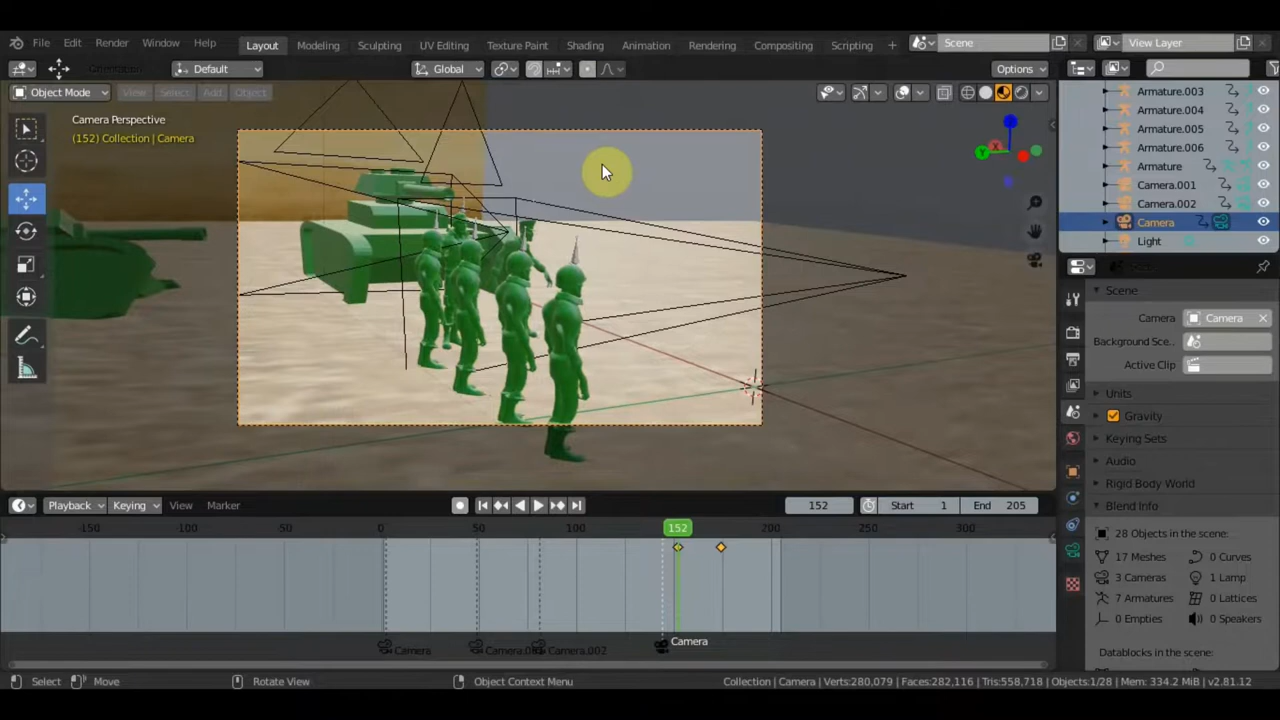 File Edit Render Window Help Layout Modeling Sculpting UV Editing Texture Paint Shading Animation Rendering Compositing Scripting + Scene View Layer
Default Global Options
Object Mode View Select Add Object
Camera Perspective
(152) Collection | Camera
Armature.003
Armature.004
Armature.005
Armature.006
Armature
Camera.001
Camera.002
Camera
Light
Scene
Camera Camera
Background Sce..
Active Clip
Units
Gravity
Keying Sets
Audio
Rigid Body World
Blend Info
28 Objects in the scene:
17 Meshes 0 Curves
3 Cameras 1 Lamp
7 Armatures 0 Lattices
0 Empties 0 Speakers
Datablocks in the scene:
Playback Keying View Marker 152 Start 1 End 205
-150 -100 -50 0 50 100 152 200 250 300
Camera Camera.002 Camera
Select Move Rotate View Object Context Menu Collection | Camera | Verts:280,079 | Faces:282,116 | Tris:558,718 | Objects:1/28 | Mem: 334.2 MiB | v2.81.12
X
Y